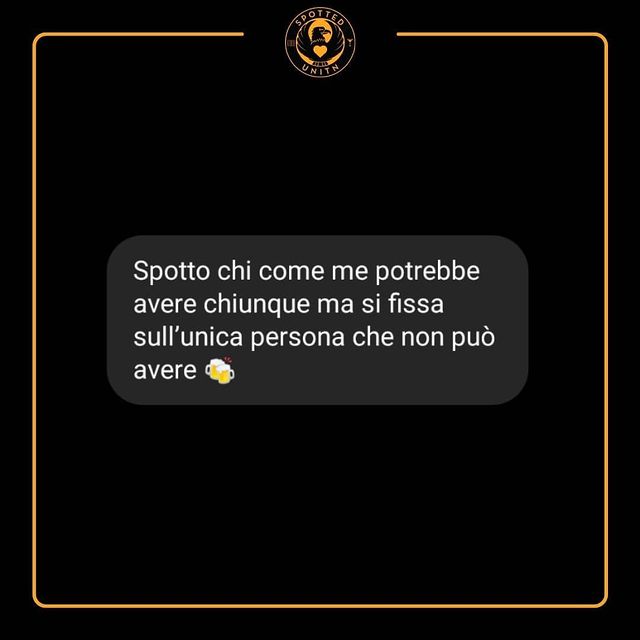 SPOTTED
UNITN
Spotto chi come me potrebbe
avere chiunque ma si fissa
sull’unica persona che non può
avere 🍻